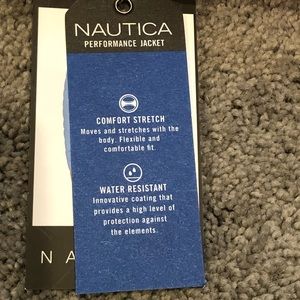 NAUTICA
PERFORMANCE JACKET
COMFORT STRETCH
Moves and stretches with the
body. Flexible and
comfortable fit.
WATER RESISTANT
Innovative coating that
provides a high level of
protection against
the elements.
N A